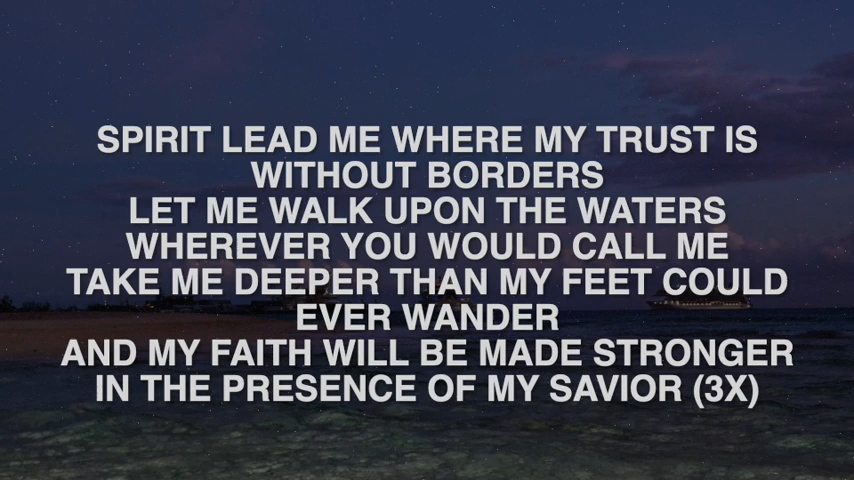 SPIRIT LEAD ME WHERE MY TRUST IS
WITHOUT BORDERS
LET ME WALK UPON THE WATERS
WHEREVER YOU WOULD CALL ME
TAKE ME DEEPER THAN MY FEET COULD
EVER WANDER
AND MY FAITH WILL BE MADE STRONGER
IN THE PRESENCE OF MY SAVIOR (3X)